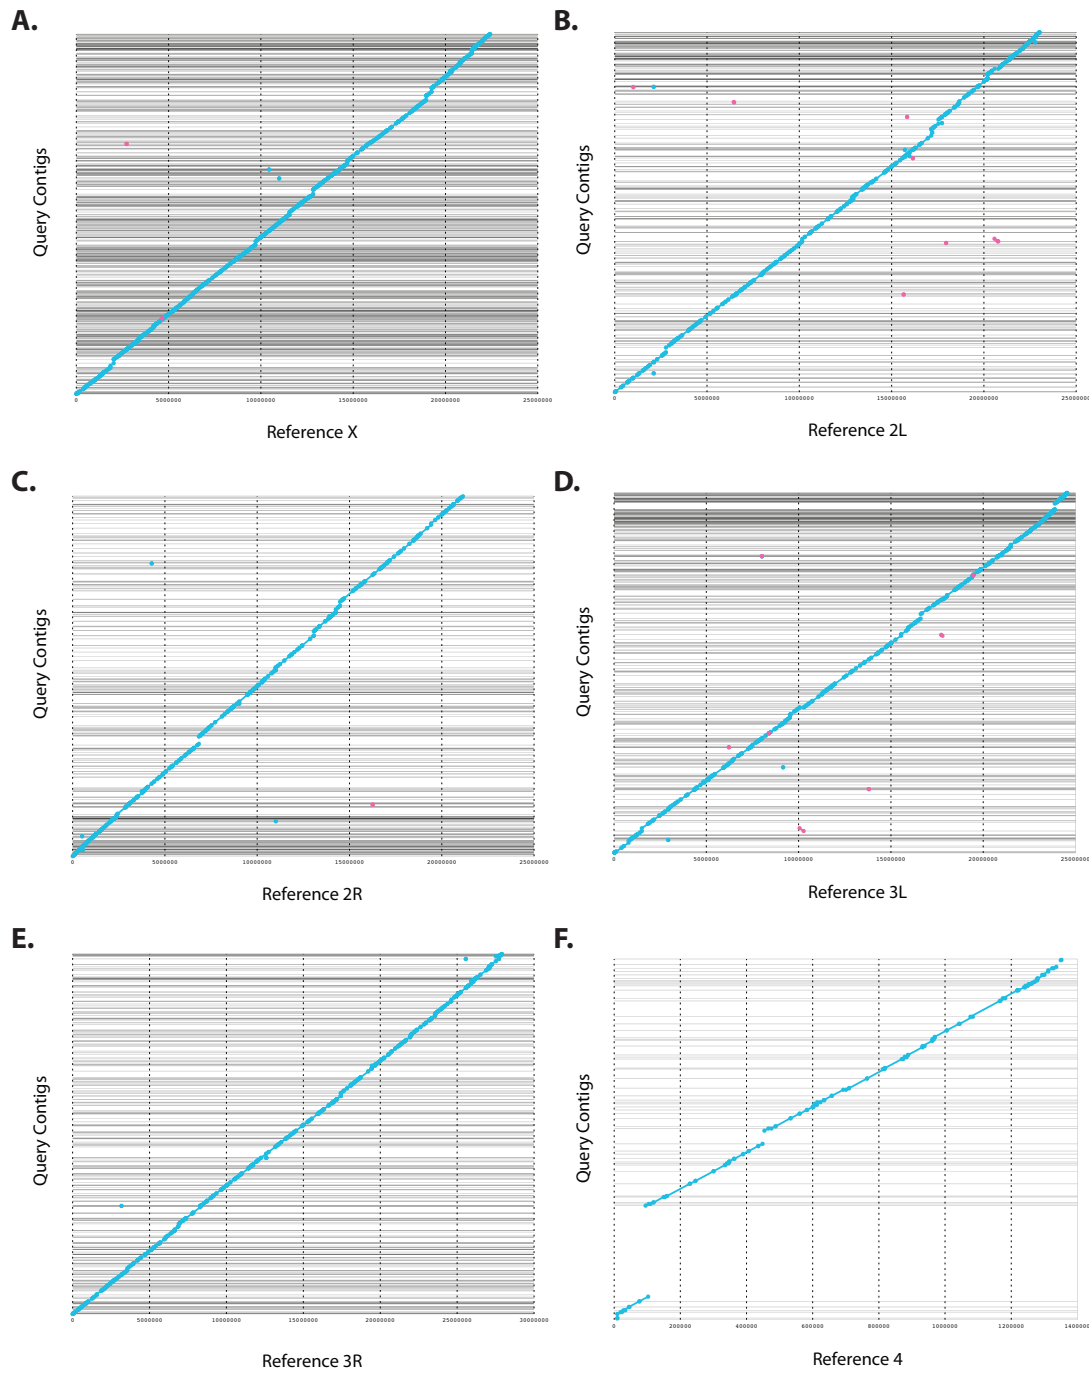 A.
B.
Query Contigs
Query Contigs
0 5000000 10000000 15000000 20000000 25000000
0 5000000 10000000 15000000 20000000 25000000
Reference X
Reference 2L
C.
D.
Query Contigs
Query Contigs
0 5000000 10000000 15000000 20000000 25000000
0 5000000 10000000 15000000 20000000 25000000
Reference 2R
Reference 3L
E.
F.
Query Contigs
Query Contigs
0 5000000 10000000 15000000 20000000 25000000 30000000
0 200000 400000 600000 800000 1000000 1200000 1400000
Reference 3R
Reference 4